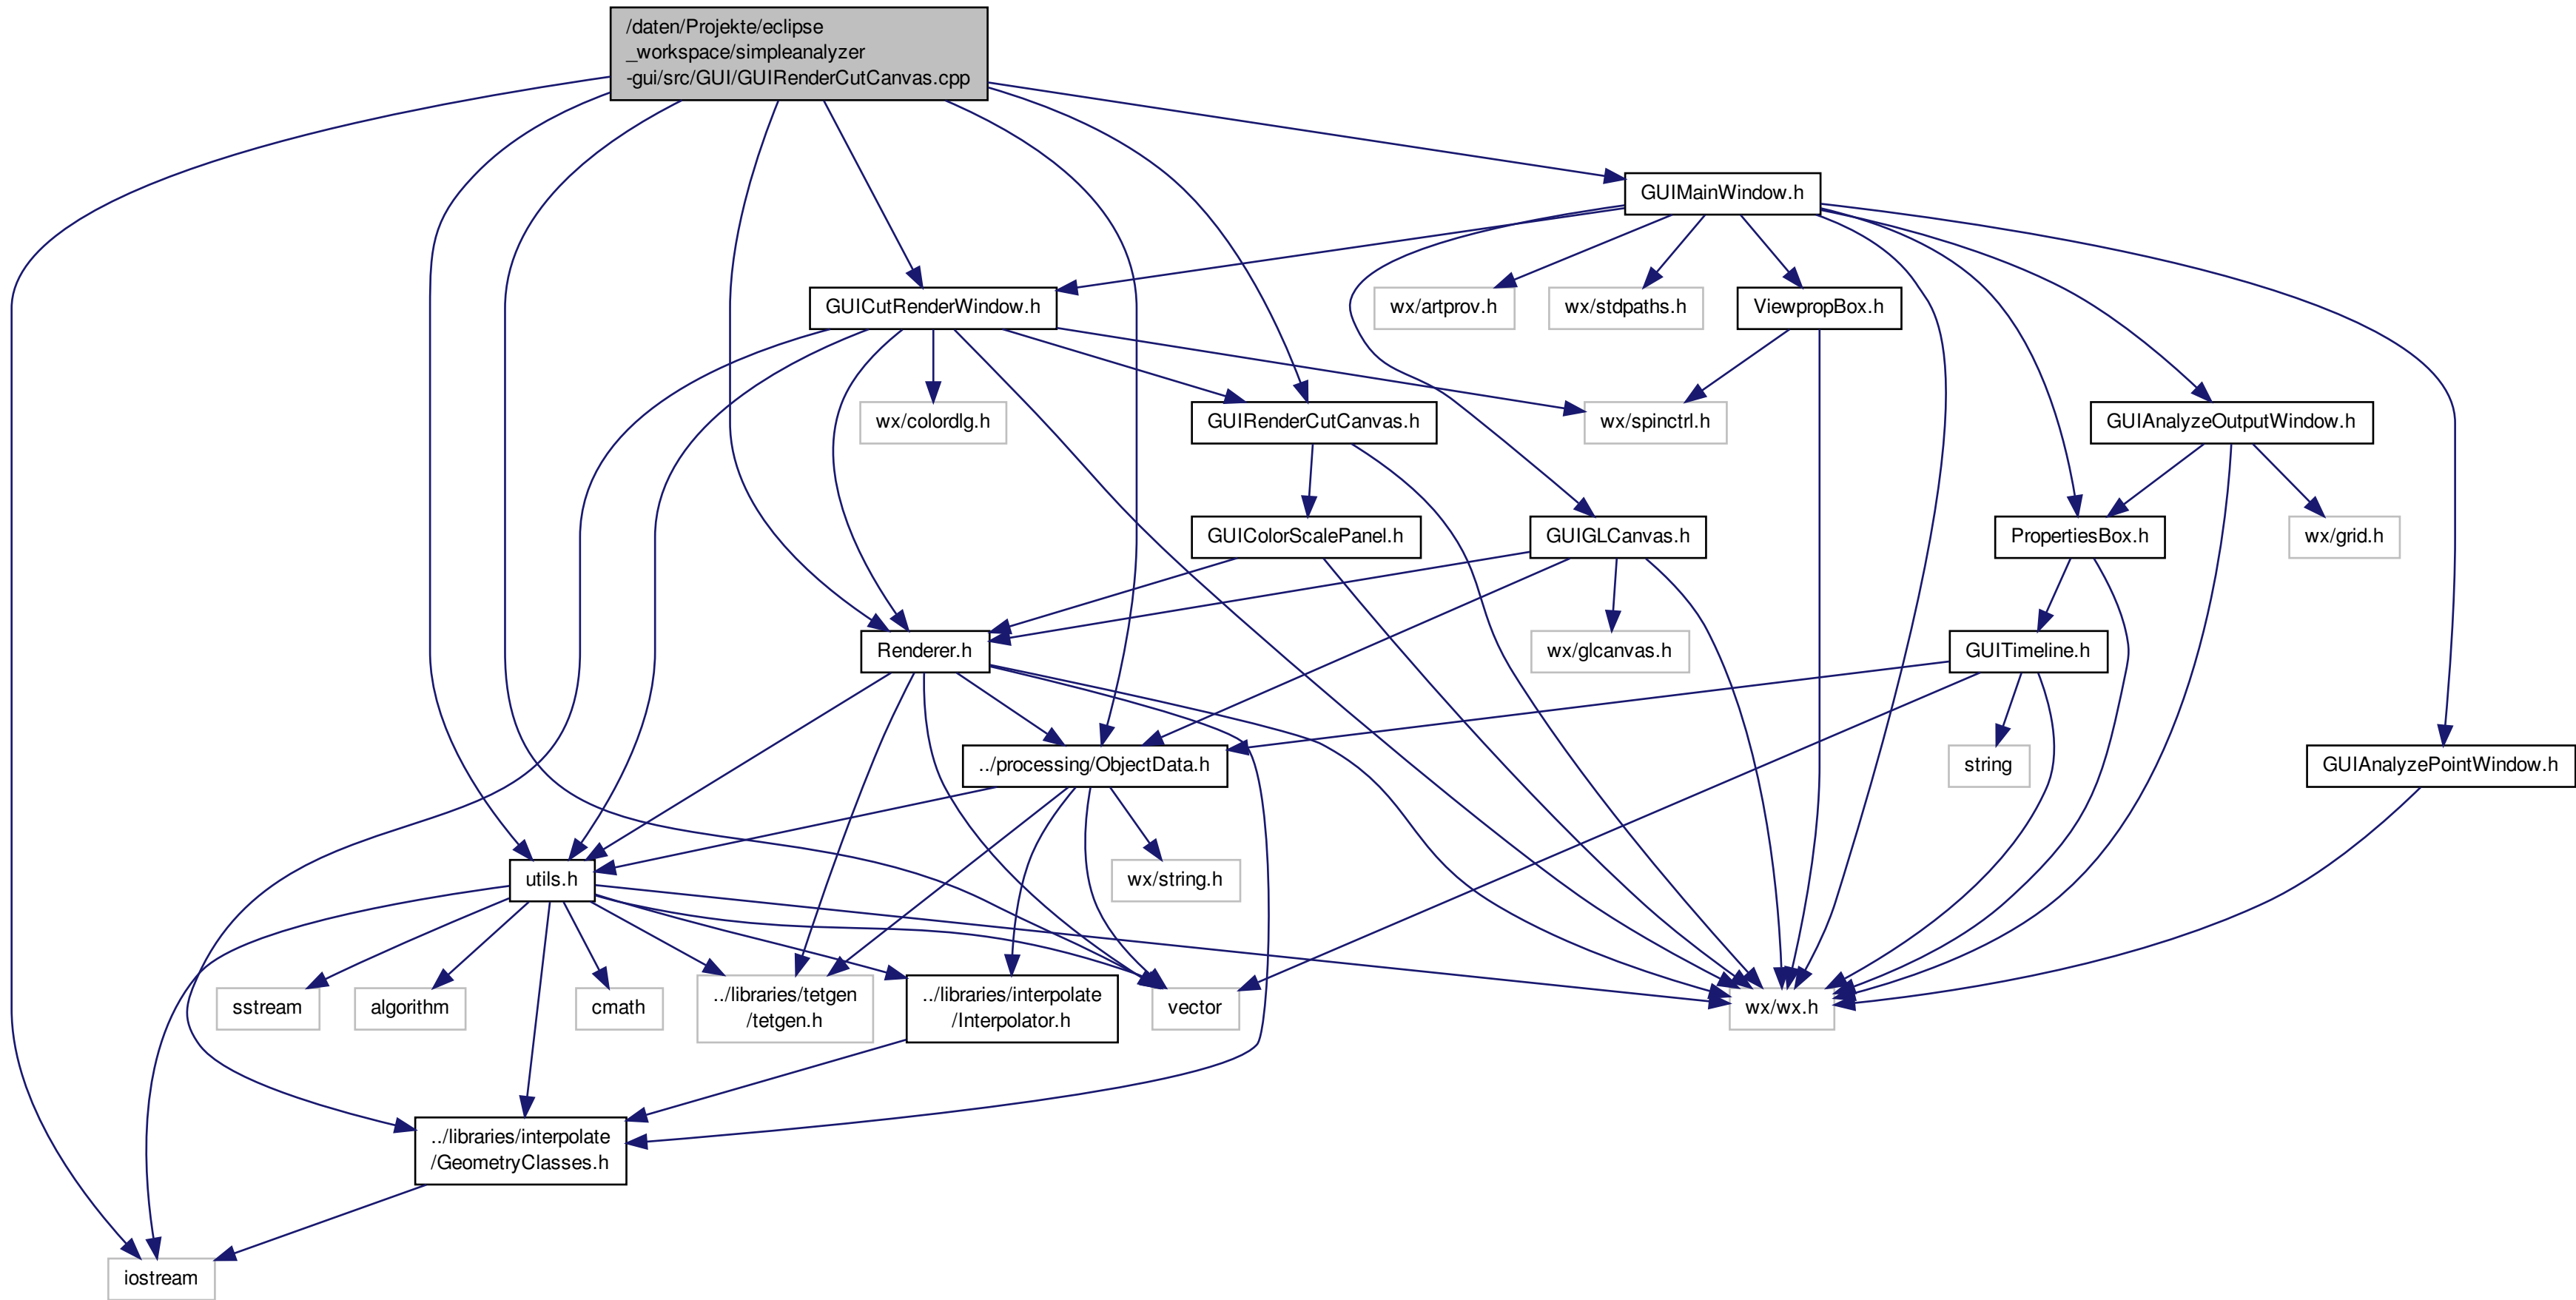 /daten/Projekte/eclipse
_workspace/simpleanalyzer
-gui/src/GUI/GUIRenderCutCanvas.cpp
GUIMainWindow.h
GUICutRenderWindow.h
wx/artprov.h
wx/stdpaths.h
ViewpropBox.h
wx/colordlg.h
GUIRenderCutCanvas.h
wx/spinctrl.h
GUIAnalyzeOutputWindow.h
GUIColorScalePanel.h
GUIGLCanvas.h
PropertiesBox.h
wx/grid.h
Renderer.h
wx/glcanvas.h
GUITimeline.h
../processing/ObjectData.h
string
GUIAnalyzePointWindow.h
utils.h
wx/string.h
sstream
algorithm
cmath
../libraries/tetgen
/tetgen.h
../libraries/interpolate
/Interpolator.h
vector
wx/wx.h
../libraries/interpolate
/GeometryClasses.h
iostream